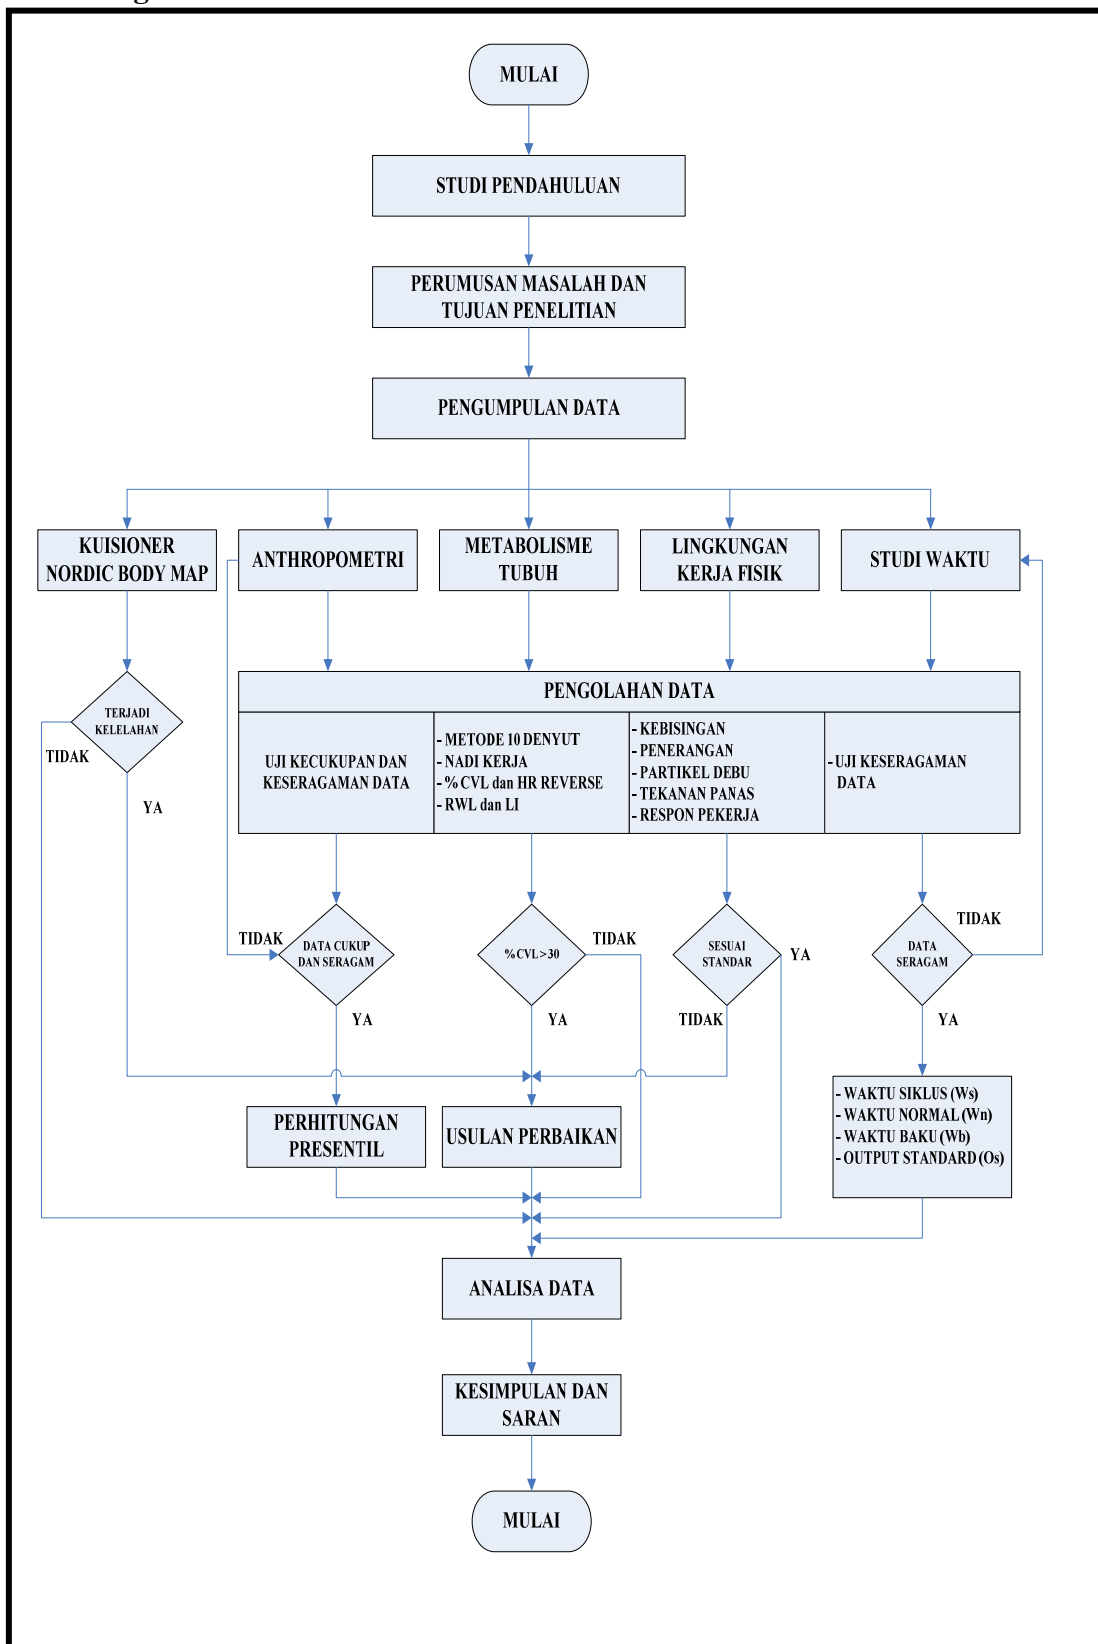 MULAI
STUDI PENDAHULUAN
PERUMUSAN MASALAH DAN
TUJUAN PENELITIAN
PENGUMPULAN DATA
KUISIONER
NORDIC BODY MAP
ANTHROPOMETRI
METABOLISME
TUBUH
LINGKUNGAN
KERJA FISIK
STUDI WAKTU
TERJADI
KELELAHAN
TIDAK
YA
PENGOLAHAN DATA
UJI KECUKUPAN DAN
KESERAGAMAN DATA
- METODE 10 DENYUT
- NADI KERJA
- %CVL dan HR REVERSE
- RWL dan LI
- KEBISINGAN
- PENERANGAN
- PARTIKEL DEBU
- TEKANAN PANAS
- RESPON PEKERJA
- UJI KESERAGAMAN
DATA
TIDAK
DATA CUKUP
DAN SERAGAM
YA
%CVL>30
TIDAK
YA
SESUAI
STANDAR
YA
TIDAK
DATA
SERAGAM
TIDAK
YA
PERHITUNGAN
PRESENTIL
USULAN PERBAIKAN
- WAKTU SIKLUS (Ws)
- WAKTU NORMAL (Wn)
- WAKTU BAKU (Wb)
- OUTPUT STANDARD (Os)
ANALISA DATA
KESIMPULAN DAN
SARAN
MULAI